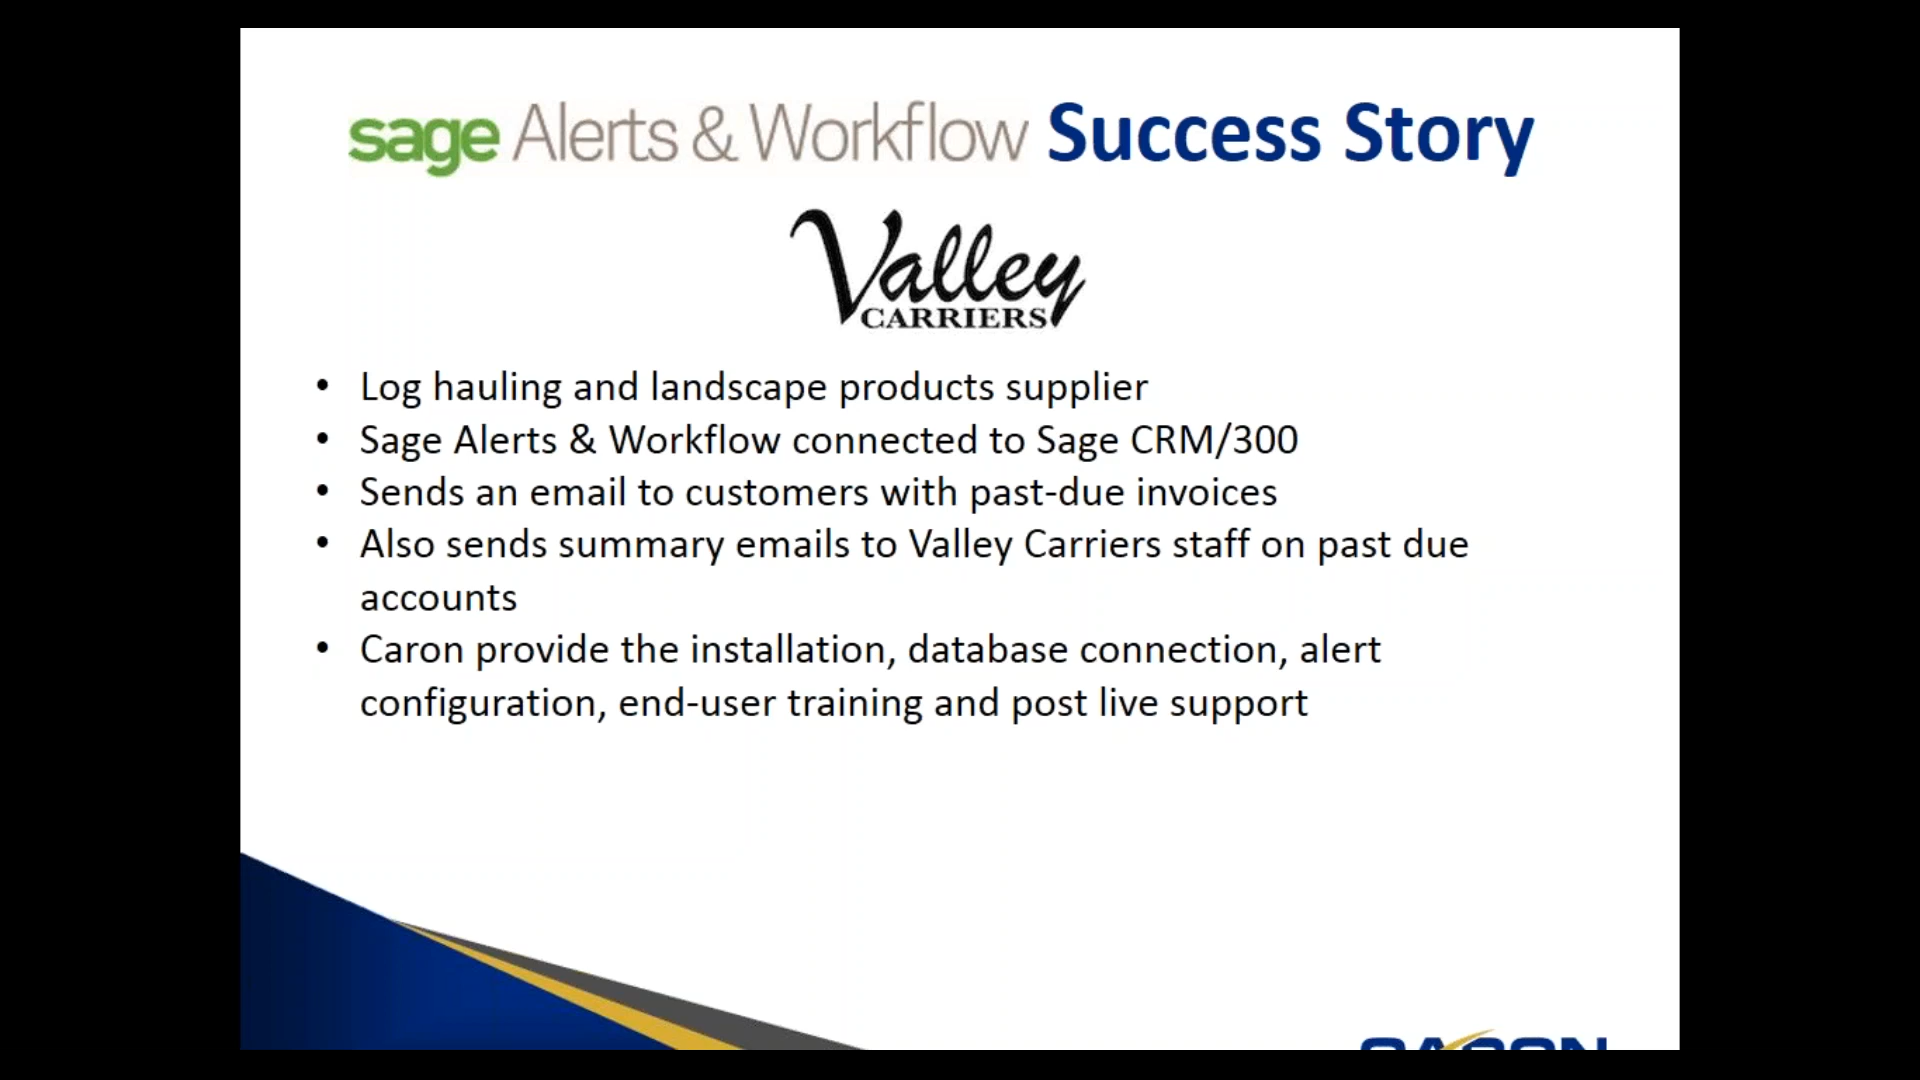 sage Alerts & Workflow Success Story
Valley
CARRIERS
• Log hauling and landscape products supplier
• Sage Alerts & Workflow connected to Sage CRM/300
• Sends an email to customers with past-due invoices
• Also sends summary emails to Valley Carriers staff on past due
accounts
• Caron provide the installation, database connection, alert
configuration, end-user training and post live support
CARON